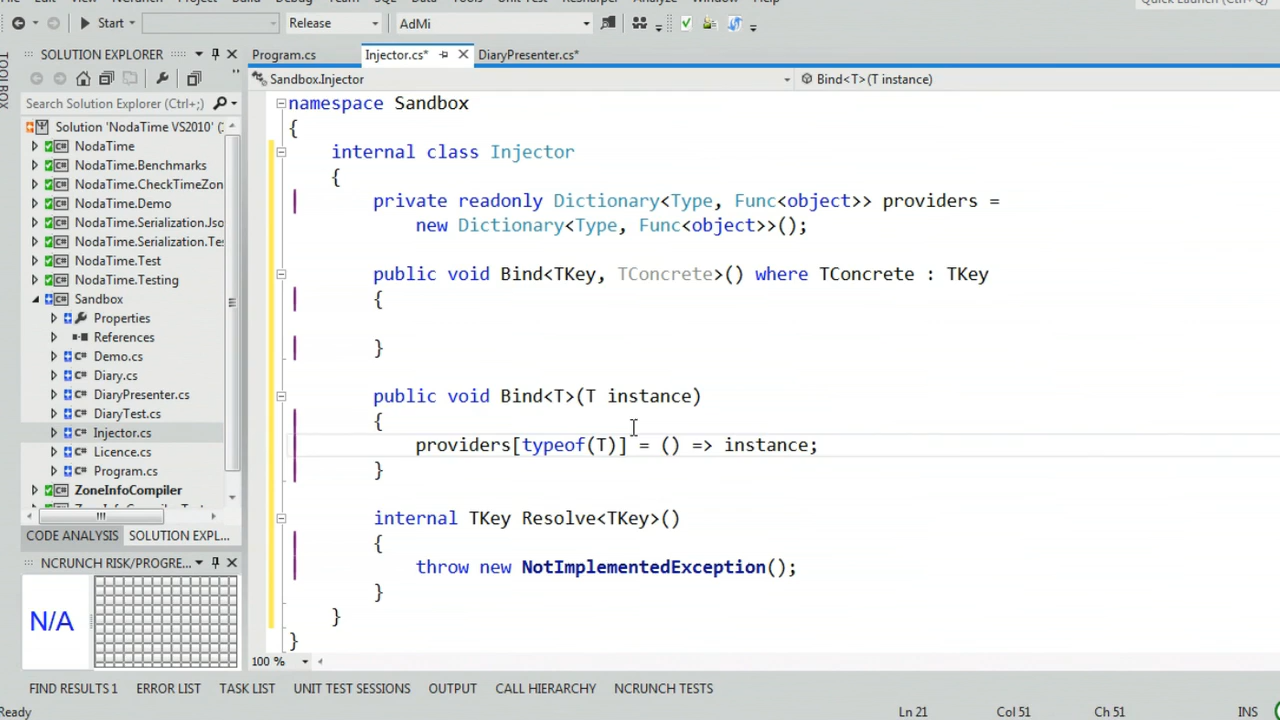 Start
Release
AdMi
SOLUTION EXPLORER
Program.cs
Injector.cs*
DiaryPresenter.cs*
TOOLBOX
Sandbox.Injector
Bind<T>(T instance)
Search Solution Explorer (Ctrl+;)
Solution 'NodaTime VS2010' (
NodaTime
NodaTime.Benchmarks
NodaTime.CheckTimeZon
NodaTime.Demo
NodaTime.Serialization.Jso
NodaTime.Serialization.Te
NodaTime.Test
NodaTime.Testing
Sandbox
Properties
References
Demo.cs
Diary.cs
DiaryPresenter.cs
DiaryTest.cs
Injector.cs
Licence.cs
Program.cs
ZoneInfoCompiler
CODE ANALYSIS
SOLUTION EXPL...
NCRUNCH RISK/PROGRE...
N/A
namespace Sandbox
{
internal class Injector
{
private readonly Dictionary<Type, Func<object>> providers =
new Dictionary<Type, Func<object>>();
public void Bind<TKey, TConcrete>() where TConcrete : TKey
{
}
public void Bind<T>(T instance)
{
providers[typeof(T)] = () => instance;
}
internal TKey Resolve<TKey>()
{
throw new NotImplementedException();
}
}
}
100 %
FIND RESULTS 1
ERROR LIST
TASK LIST
UNIT TEST SESSIONS
OUTPUT
CALL HIERARCHY
NCRUNCH TESTS
Ready
Ln 21
Col 51
Ch 51
INS